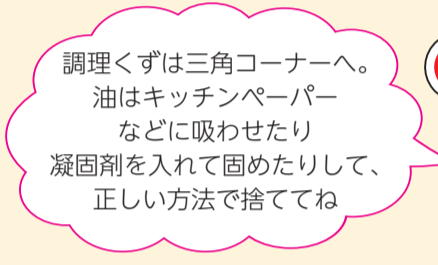 調理くずは三角コーナーへ。
油はキッチンペーパー
などに吸わせたり
凝固剤を入れて固めたりして、
正しい方法で捨ててね